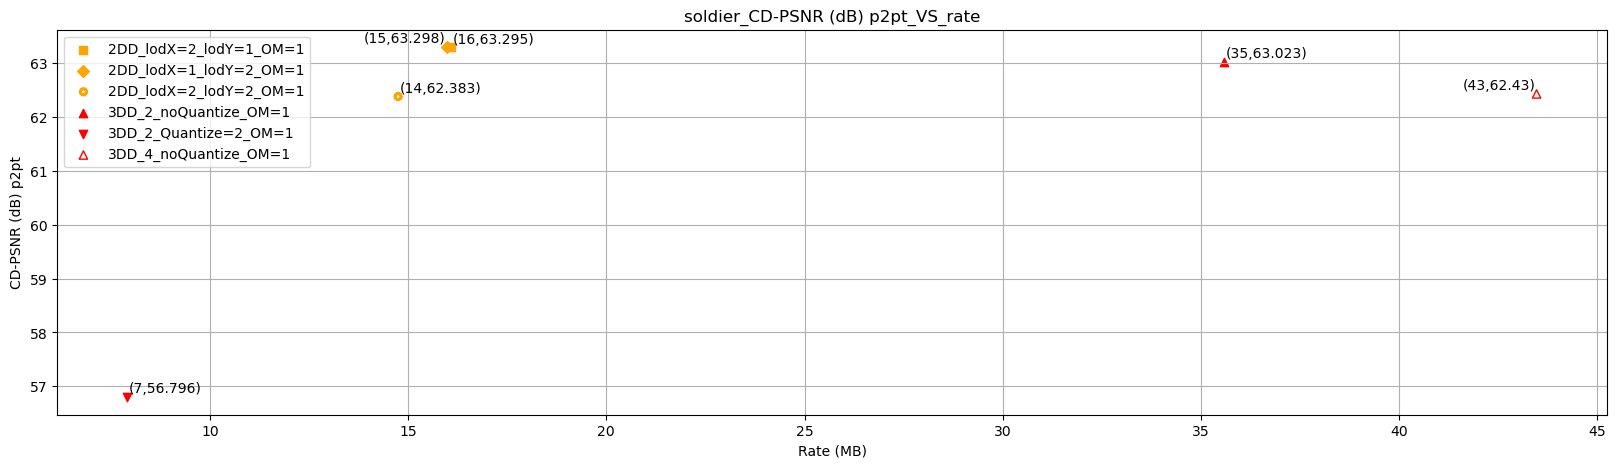 soldier_CD-PSNR (dB) p2pt_VS_rate
2DD_lodX=2_lodY=1_OM=1
2DD_lodX=1_lodY=2_OM=1
2DD_lodX=2_lodY=2_OM=1
3DD_2_noQuantize_OM=1
3DD_2_Quantize=2_OM=1
3DD_4_noQuantize_OM=1
(15,63.298)
(16,63.295)
(14,62.383)
(35,63.023)
(43,62.43)
(7,56.796)
CD-PSNR (dB) p2pt
63
62
61
60
59
58
57
10
15
20
25
30
35
40
45
Rate (MB)